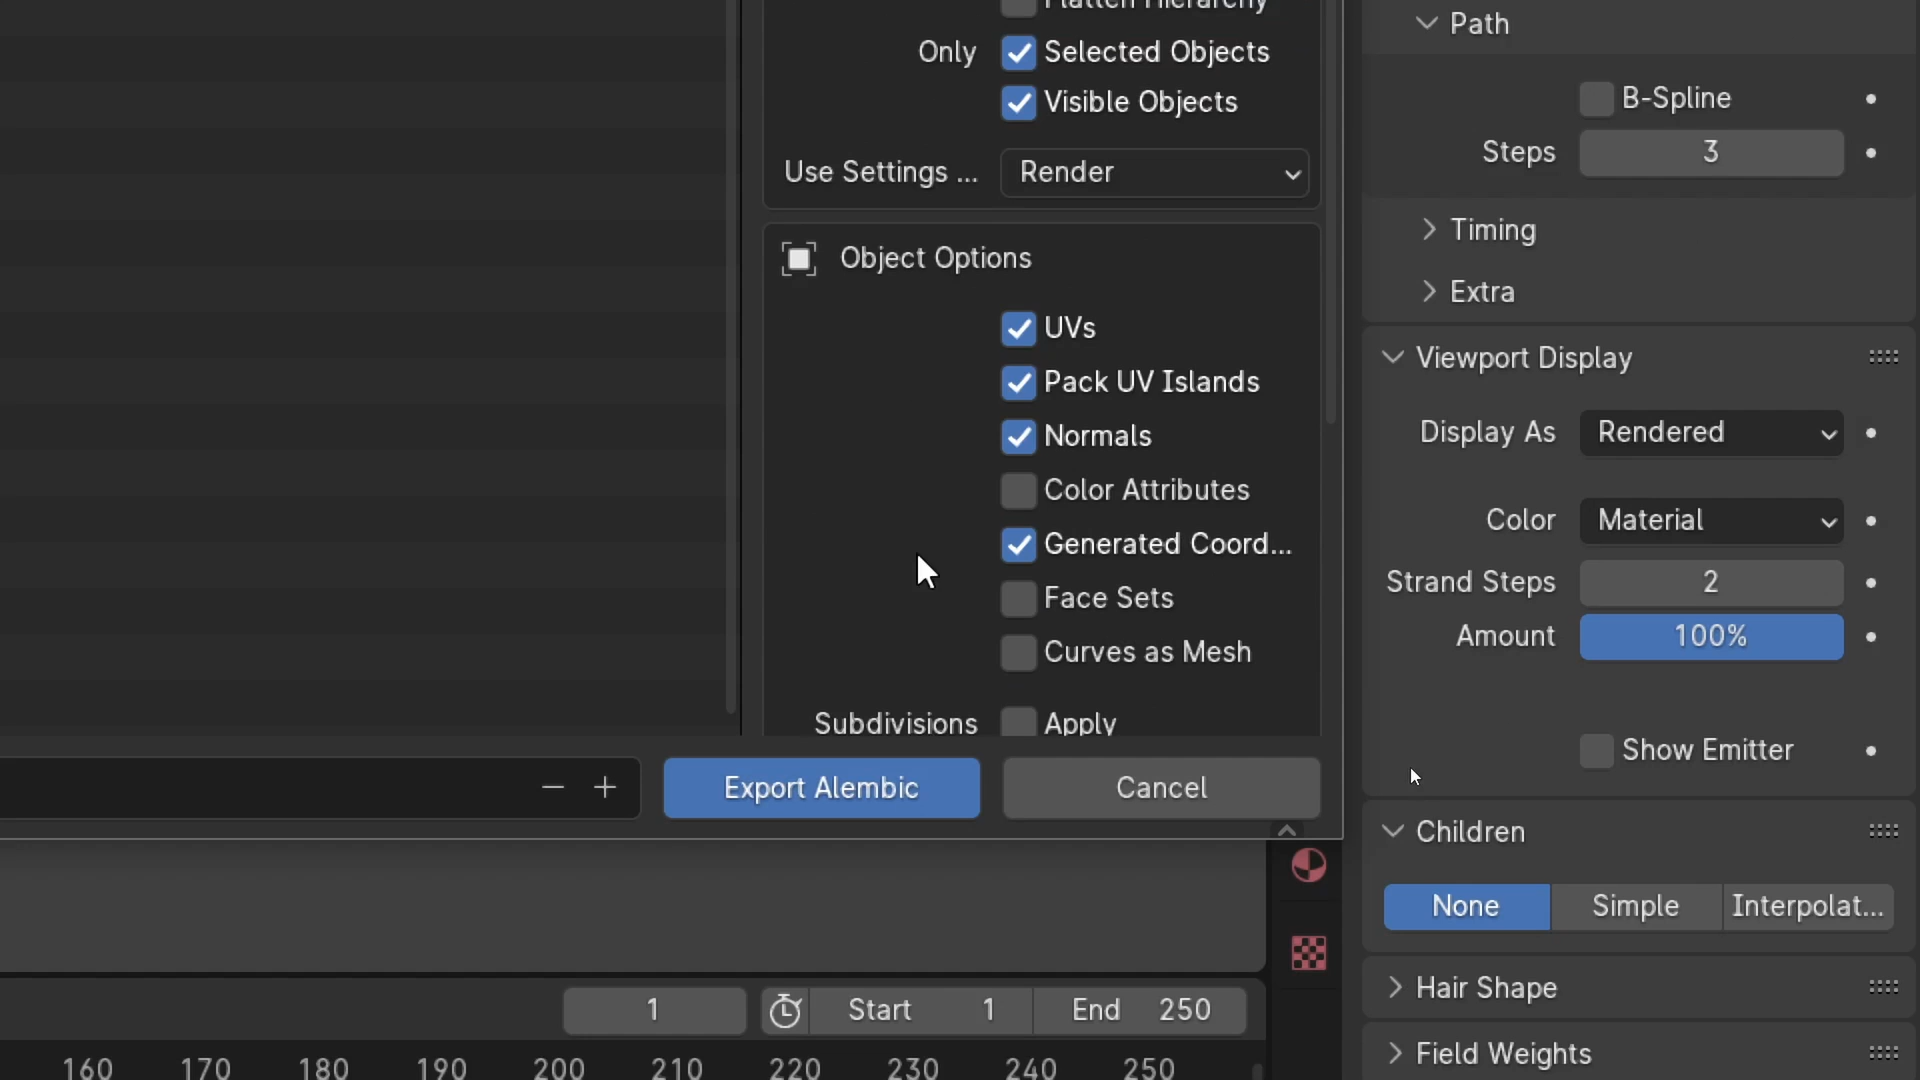 Flatten Hierarchy
Only Selected Objects
Visible Objects
Use Settings ... Render
Object Options
UVs
Pack UV Islands
Normals
Color Attributes
Generated Coord...
Face Sets
Curves as Mesh
Subdivisions Apply
Export Alembic Cancel
Path
B-Spline
Steps 3
Timing
Extra
Viewport Display
Display As Rendered
Color Material
Strand Steps 2
Amount 100%
Show Emitter
Children
None Simple Interpolat...
Hair Shape
Field Weights
1 Start 1 End 250
160 170 180 190 200 210 220 230 240 250